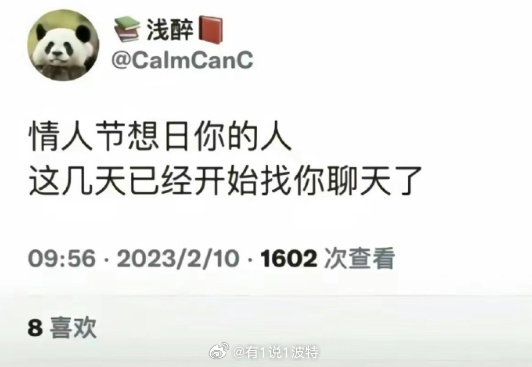 📚浅醉📕
@CalmCanC
情人节想日你的人
这几天已经开始找你聊天了
09:56 · 2023/2/10 · 1602 次查看
8 喜欢
@有1说1波特